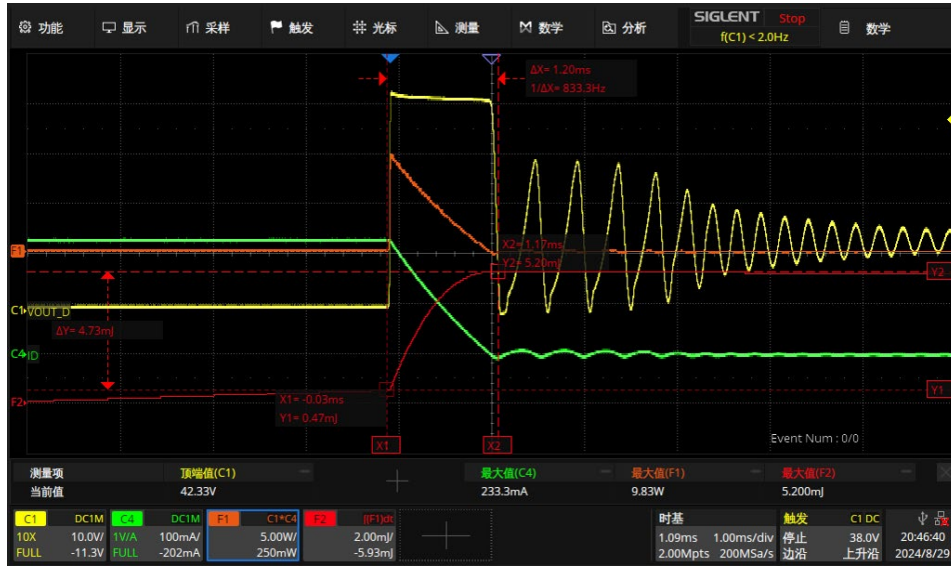 功能 显示 采样 触发 光标 测量 数学 分析 SIGLENT Stop 数学
f(C1) < 2.0Hz
ΔX= 1.20ms
1/ΔX= 833.3Hz
F1
X2= 1.17ms
Y2= 5.20mJ
Y2
C1 VOUT_D
ΔY= 4.73mJ
C4 ID
Y1
F2
X1= -0.03ms
Y1= 0.47mJ
X1 X2
Event Num : 0/0
测量项 顶端值(C1) 最大值(C4) 最大值(F1) 最大值(F2)
当前值 42.33V 233.3mA 9.83W 5.200mJ
C1 DC1M C4 DC1M F1 C1*C4 F2 ∫(F1)dt 时基 触发 C1 DC
10X 10.0V/ 1V/A 100mA/ 5.00W/ 2.00mJ/ 1.09ms 1.00ms/div 停止 38.0V 20:46:40
FULL -11.3V FULL -202mA 250mW -5.93mJ 2.00Mpts 200MSa/s 边沿 上升沿 2024/8/29